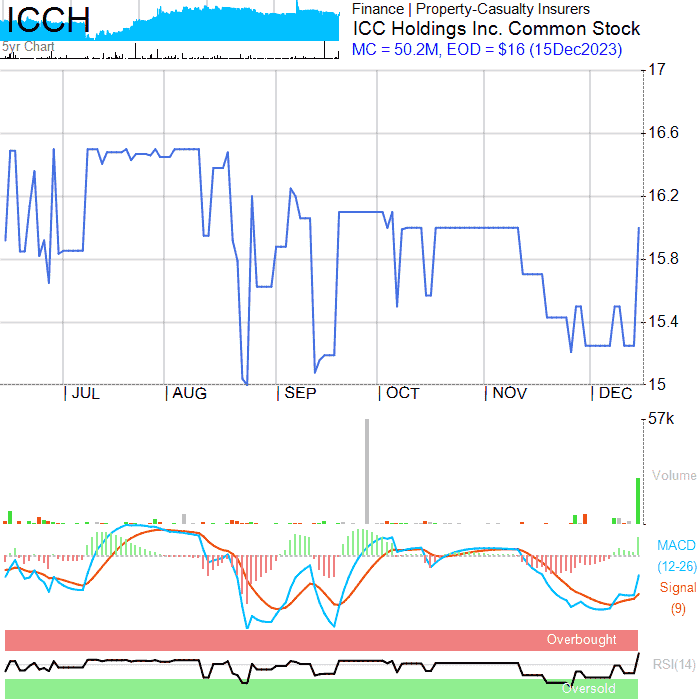 ICCH
5yr Chart
Finance | Property-Casualty Insurers
ICC Holdings Inc. Common Stock
MC = 50.2M, EOD = $16 (15Dec2023)
17
16.6
16.2
15.8
15.4
15
JUL AUG SEP OCT NOV DEC
57k
Volume
MACD
(12-26)
Signal
(9)
Overbought
RSI(14)
Oversold